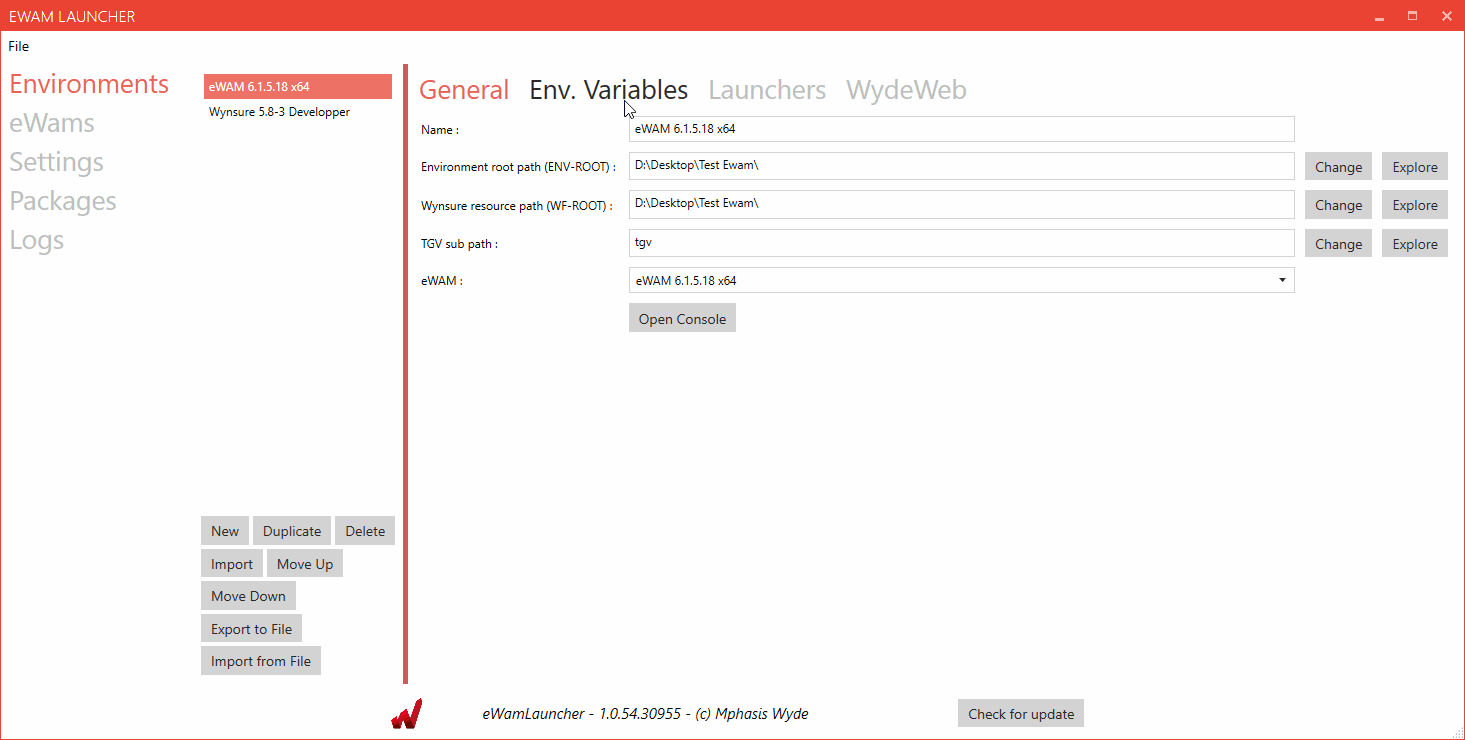 EWAM LAUNCHER
File
Environments
eWams
Settings
Packages
Logs
eWAM 6.1.5.18 x64
Wynsure 5.8-3 Developper
New Duplicate Delete
Import Move Up
Move Down
Export to File
Import from File
General Env. Variables Launchers WydeWeb
Name : eWAM 6.1.5.18 x64
Environment root path (ENV-ROOT) : D:\Desktop\Test Ewam\ Change Explore
Wynsure resource path (WF-ROOT) : D:\Desktop\Test Ewam\ Change Explore
TGV sub path : tgv Change Explore
eWAM : eWAM 6.1.5.18 x64
Open Console
eWamLauncher - 1.0.54.30955 - (c) Mphasis Wyde Check for update